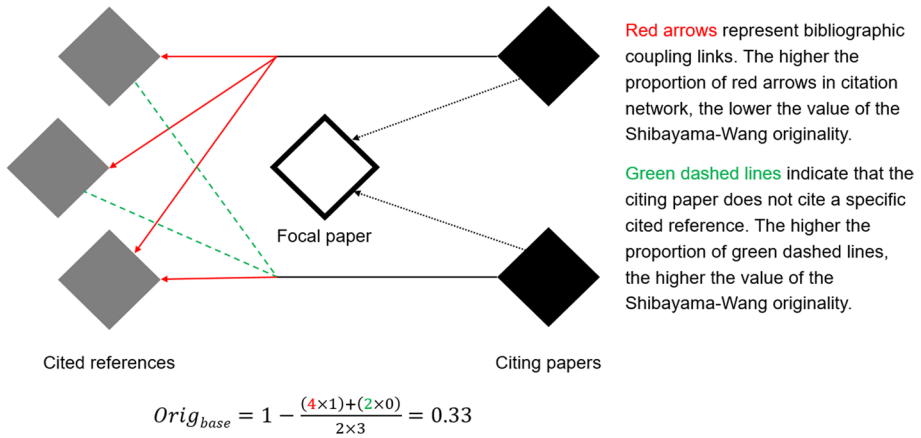 Red arrows represent bibliographic
coupling links. The higher the
proportion of red arrows in citation
network, the lower the value of the
Shibayama-Wang originality.
Green dashed lines indicate that the
citing paper does not cite a specific
cited reference. The higher the
proportion of green dashed lines,
the higher the value of the
Shibayama-Wang originality.
Focal paper
Cited references
Citing papers
Orig_base = 1 − ((4×1)+(2×0))/(2×3) = 0.33